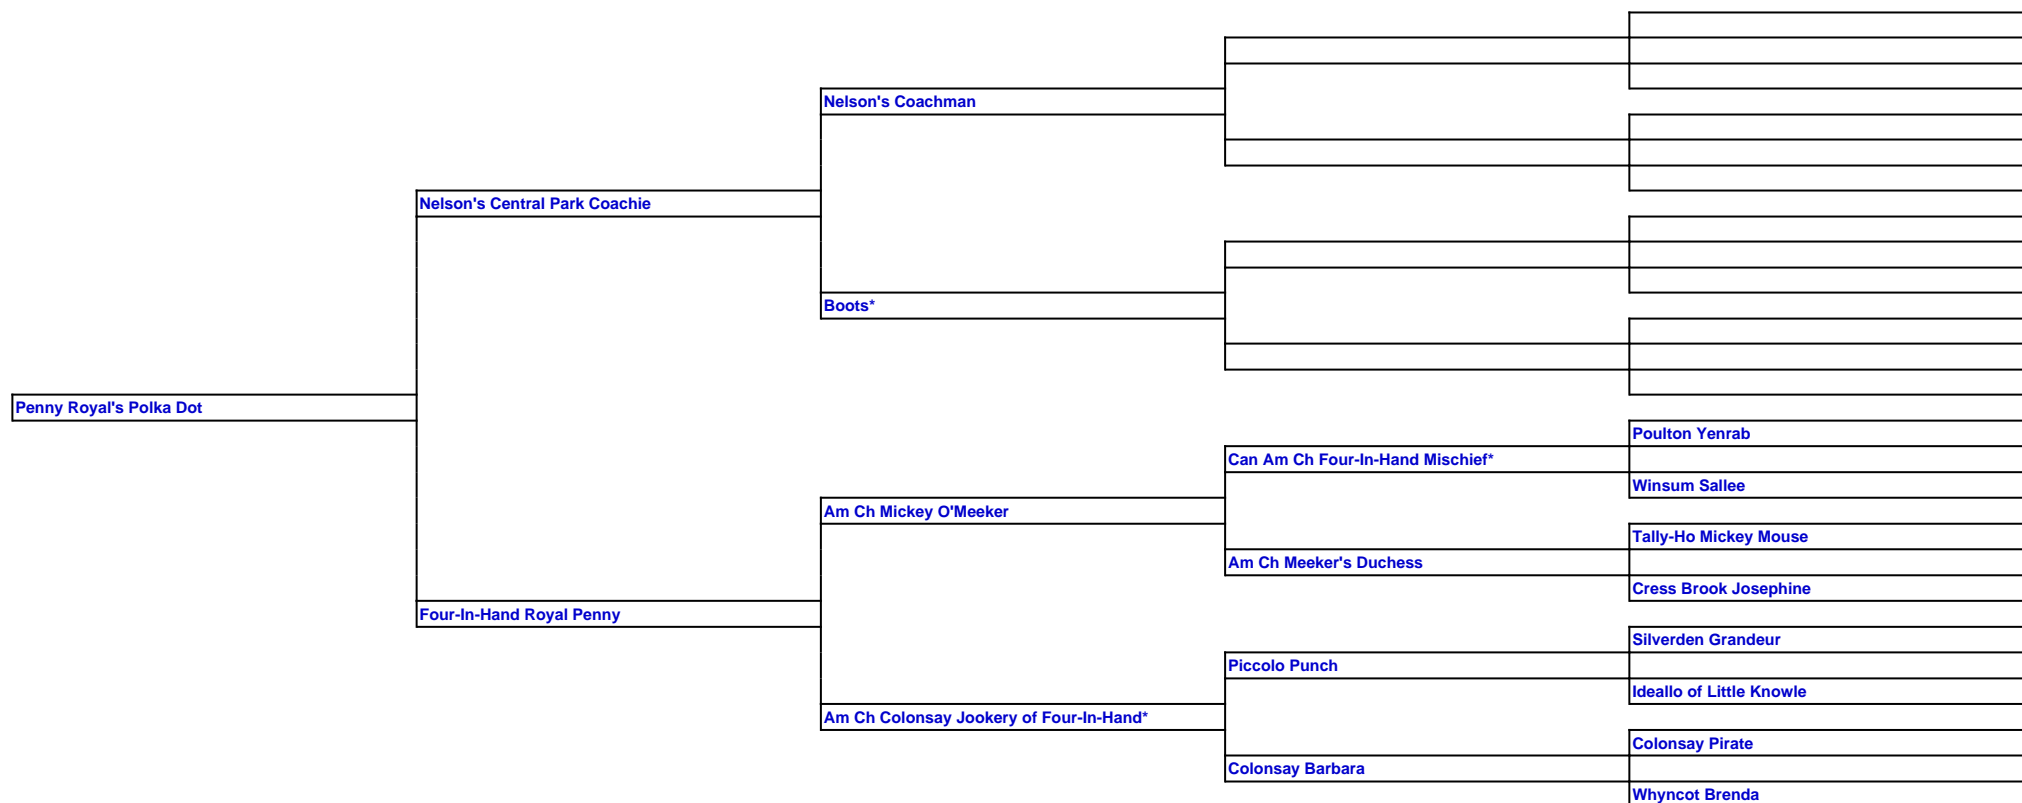 Nelson's Coachman
Nelson's Central Park Coachie
Boots*
Penny Royal's Polka Dot
Poulton Yenrab
Can Am Ch Four-In-Hand Mischief*
Winsum Sallee
Am Ch Mickey O'Meeker
Tally-Ho Mickey Mouse
Am Ch Meeker's Duchess
Cress Brook Josephine
Four-In-Hand Royal Penny
Silverden Grandeur
Piccolo Punch
Ideallo of Little Knowle
Am Ch Colonsay Jookery of Four-In-Hand*
Colonsay Pirate
Colonsay Barbara
Whyncot Brenda